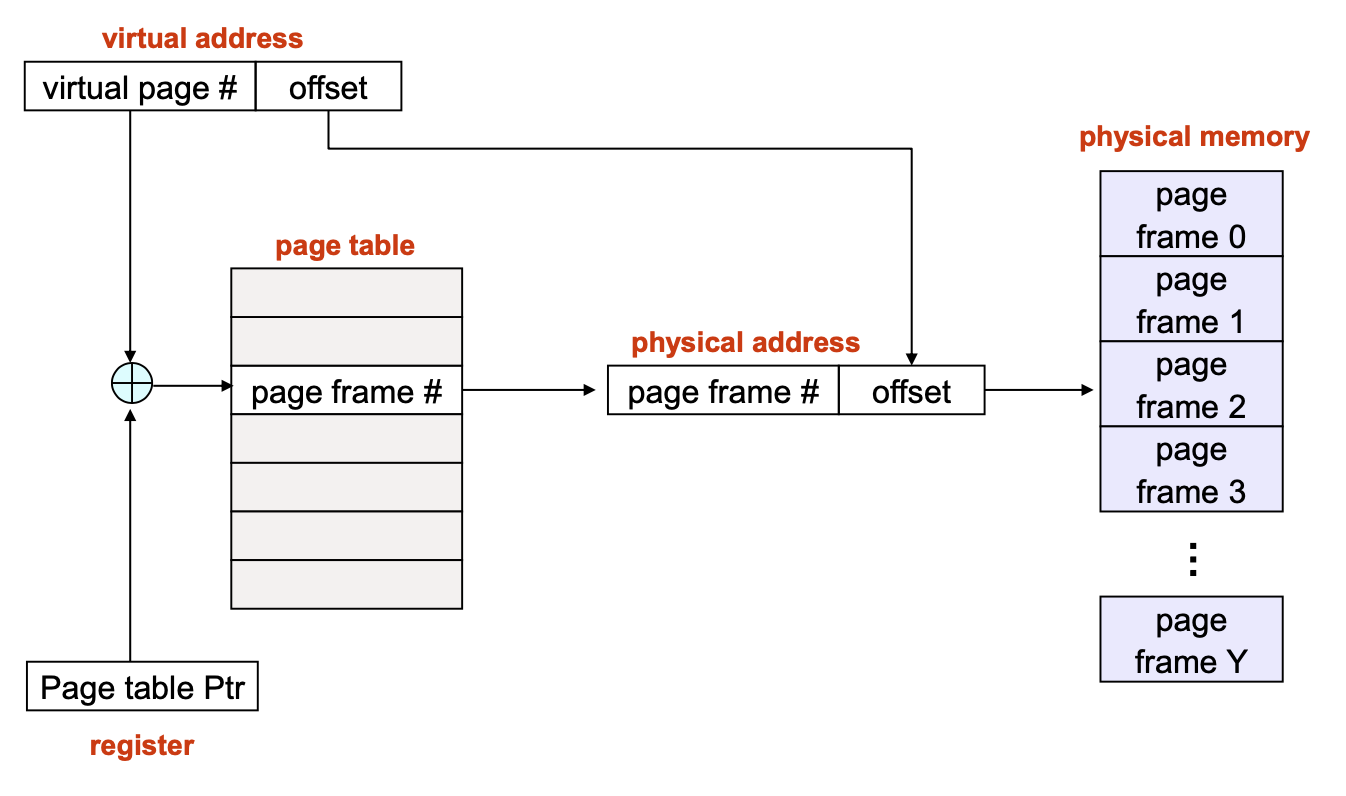 virtual address
virtual page #
offset
physical memory
page
frame 0
page table
page
frame 1
physical address
page frame #
page frame #
offset
page
frame 2
page
frame 3
⋮
page
frame Y
Page table Ptr
register